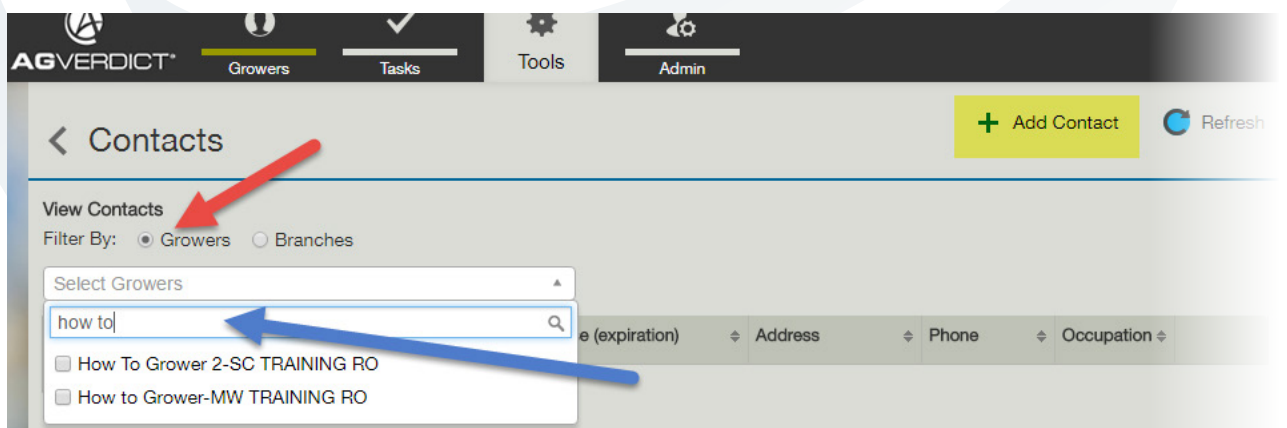 AGVERDICT®
Growers
Tasks
Tools
Admin
Contacts
+ Add Contact
Refresh
View Contacts
Filter By: Growers Branches
Select Growers
how to
e (expiration) Address Phone Occupation
How To Grower 2-SC TRAINING RO
How to Grower-MW TRAINING RO